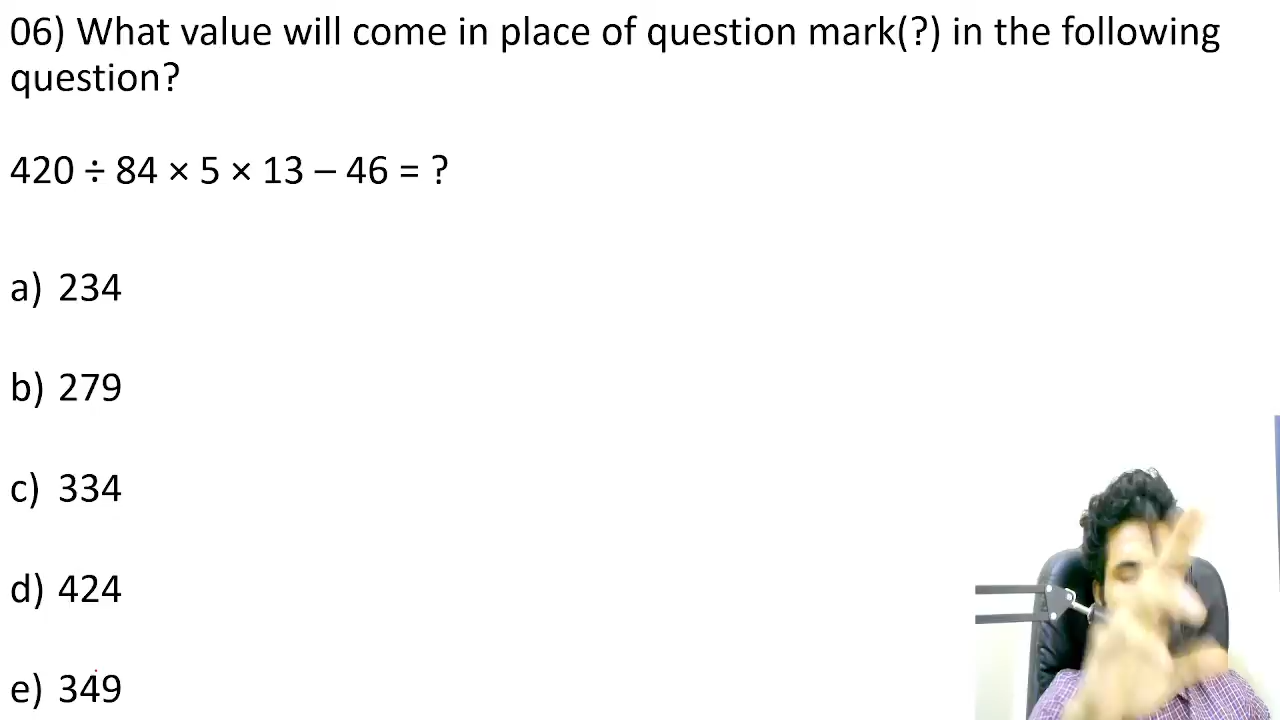 06) What value will come in place of question mark(?) in the following
question?
420 ÷ 84 × 5 × 13 – 46 = ?
a) 234
b) 279
c) 334
d) 424
e) 349